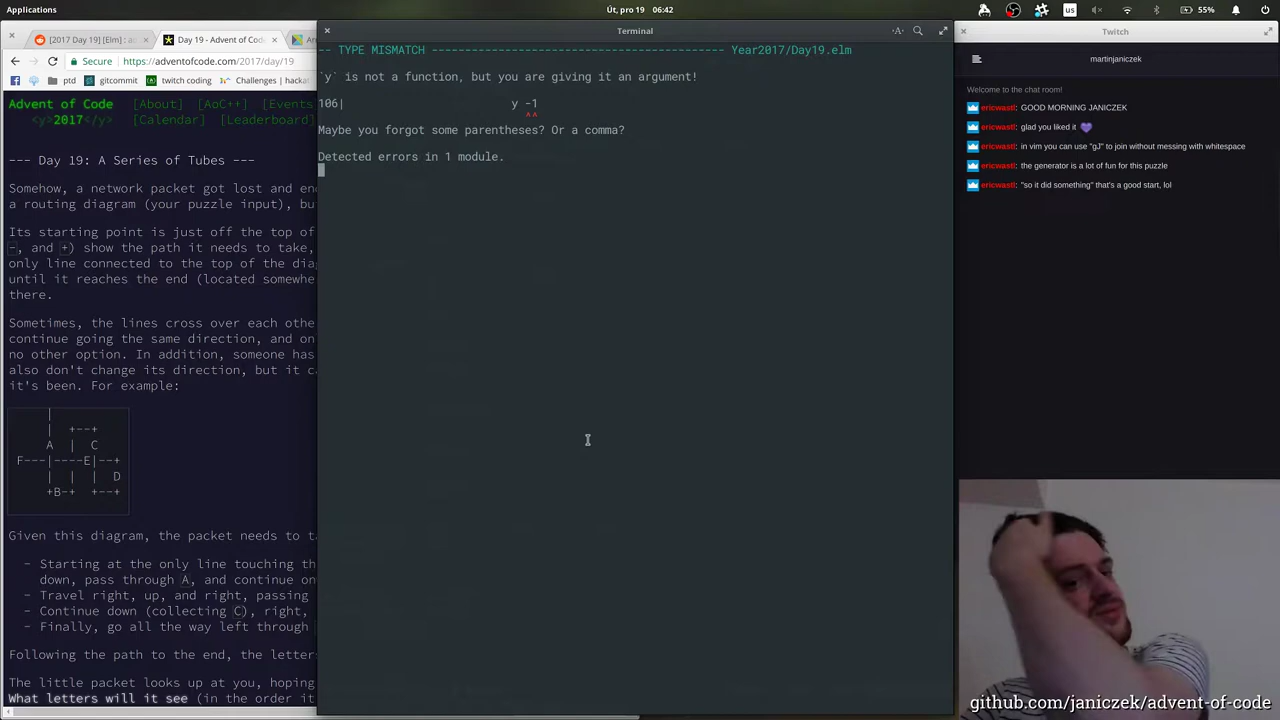 Applications
Út, pro 19 06:42
us
55%
[2017 Day 19] [Elm] : a
Day 19 - Advent of Cod
Secure
https://adventofcode.com/2017/day/19
Apps
fb
pt
gitcommit
twitch coding
Challenges | hackat
Advent of Code [About] [AoC++] [Events
<y>2017</y> [Calendar] [Leaderboard]
--- Day 19: A Series of Tubes ---
Somehow, a network packet got lost and en
a routing diagram (your puzzle input), bu
Its starting point is just off the top of
-, and +) show the path it needs to take,
only line connected to the top of the dia
until it reaches the end (located somewhe
there.
Sometimes, the lines cross over each othe
continue going the same direction, and on
no other option. In addition, someone has
also don't change its direction, but it c
it's been. For example:
|
| +--+
A | C
F---|----E|--+
| | | D
+B-+ +--+
Given this diagram, the packet needs to t
- Starting at the only line touching th
down, pass through A, and continue on
- Travel right, up, and right, passing
- Continue down (collecting C), right,
- Finally, go all the way left through
Following the path to the end, the letter
The little packet looks up at you, hoping
What letters will it see (in the order it
Terminal
-- TYPE MISMATCH -------------------------------------------- Year2017/Day19.elm
`y` is not a function, but you are giving it an argument!
106| y -1
^^
Maybe you forgot some parentheses? Or a comma?
Detected errors in 1 module.
Twitch
martinjaniczek
Welcome to the chat room!
ericwastl: GOOD MORNING JANICZEK
ericwastl: glad you liked it 💜
ericwastl: in vim you can use "gJ" to join without messing with whitespace
ericwastl: the generator is a lot of fun for this puzzle
ericwastl: "so it did something" that's a good start, lol
github.com/janiczek/advent-of-code